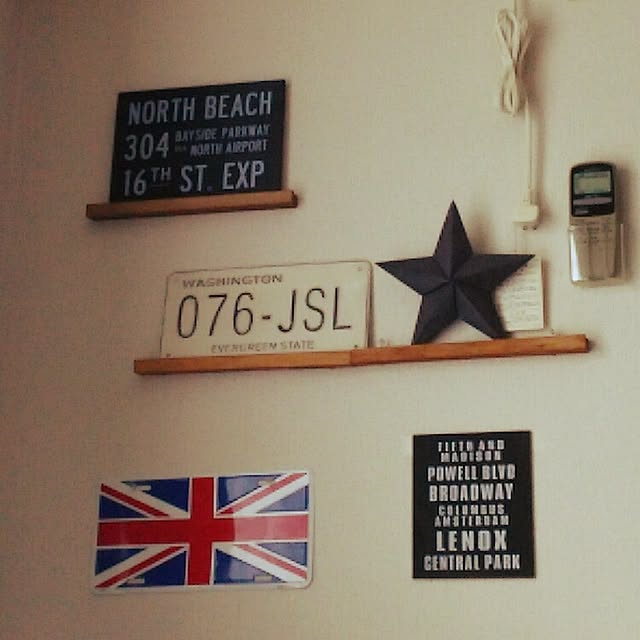 NORTH BEACH
304 BAYSIDE PARKWAY
VIA NORTH AIRPORT
16TH ST. EXP
WASHINGTON
076-JSL
EVERGREEN STATE
AND
MADISON
POWELL BLVD
BROADWAY
COLUMBUS
AMSTERDAM
LENOX
CENTRAL PARK